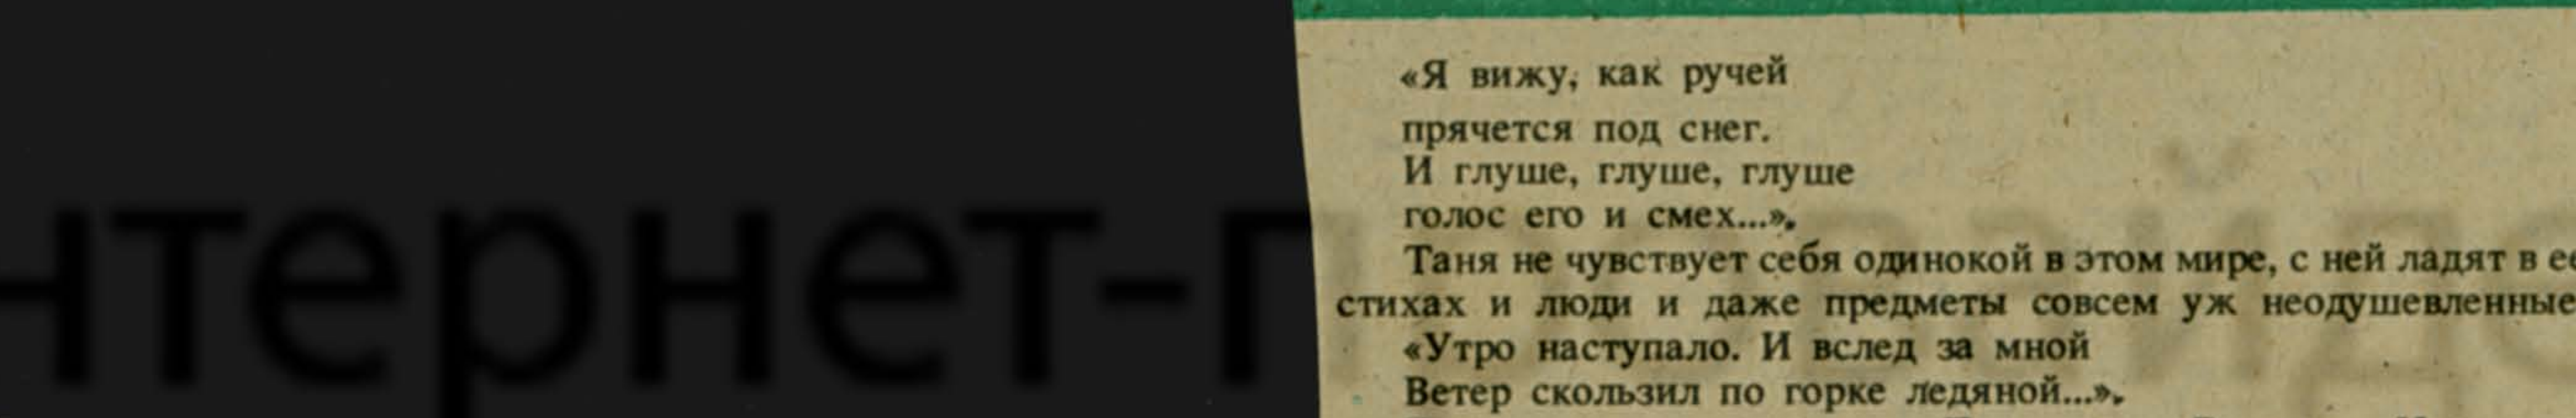 «Я вижу, как ручей
прячется под снег.
И глуше, глуше, глуше
голос его и смех...».
Таня не чувствует себя одинокой в этом мире, с ней ладят в ее
стихах и люди и даже предметы совсем уж неодушевленные
«Утро наступало. И вслед за мной
Ветер скользил по горке ледяной...».